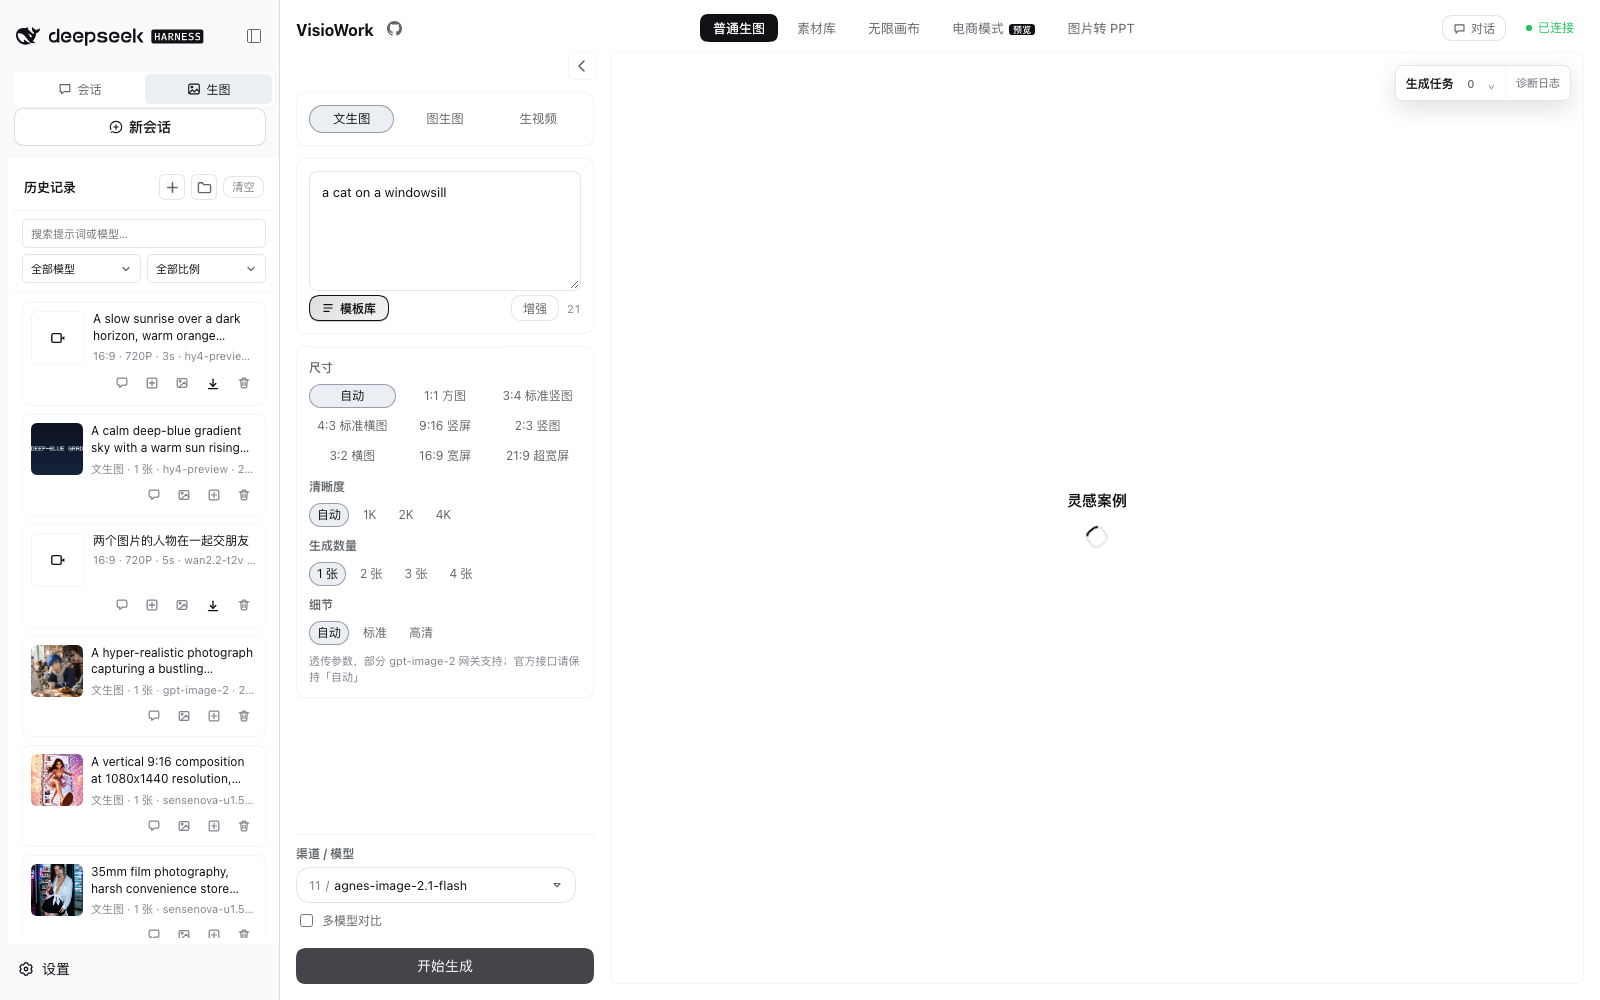 deepseek HARNESS
会话
生图
新会话
历史记录
清空
搜索提示词或模型...
全部模型
全部比例
A slow sunrise over a dark
horizon, warm orange...
16:9 · 720P · 3s · hy4-previe...
A calm deep-blue gradient
sky with a warm sun rising...
文生图 · 1 张 · hy4-preview · 2...
DEEP-BLUE GRAD
两个图片的人物在一起交朋友
16:9 · 720P · 5s · wan2.2-t2v ...
A hyper-realistic photograph
capturing a bustling...
文生图 · 1 张 · gpt-image-2 · 2...
A vertical 9:16 composition
at 1080x1440 resolution,...
文生图 · 1 张 · sensenova-u1.5...
35mm film photography,
harsh convenience store...
文生图 · 1 张 · sensenova-u1.5...
设置
VisioWork
普通生图
素材库
无限画布
电商模式 预览
图片转 PPT
对话
已连接
文生图
图生图
生视频
a cat on a windowsill
模板库
增强
21
尺寸
自动
1:1 方图
3:4 标准竖图
4:3 标准横图
9:16 竖屏
2:3 竖图
3:2 横图
16:9 宽屏
21:9 超宽屏
清晰度
自动
1K
2K
4K
生成数量
1 张
2 张
3 张
4 张
细节
自动
标准
高清
透传参数，部分 gpt-image-2 网关支持；官方接口请保
持「自动」
渠道 / 模型
11 / agnes-image-2.1-flash
多模型对比
开始生成
生成任务
0
诊断日志
灵感案例